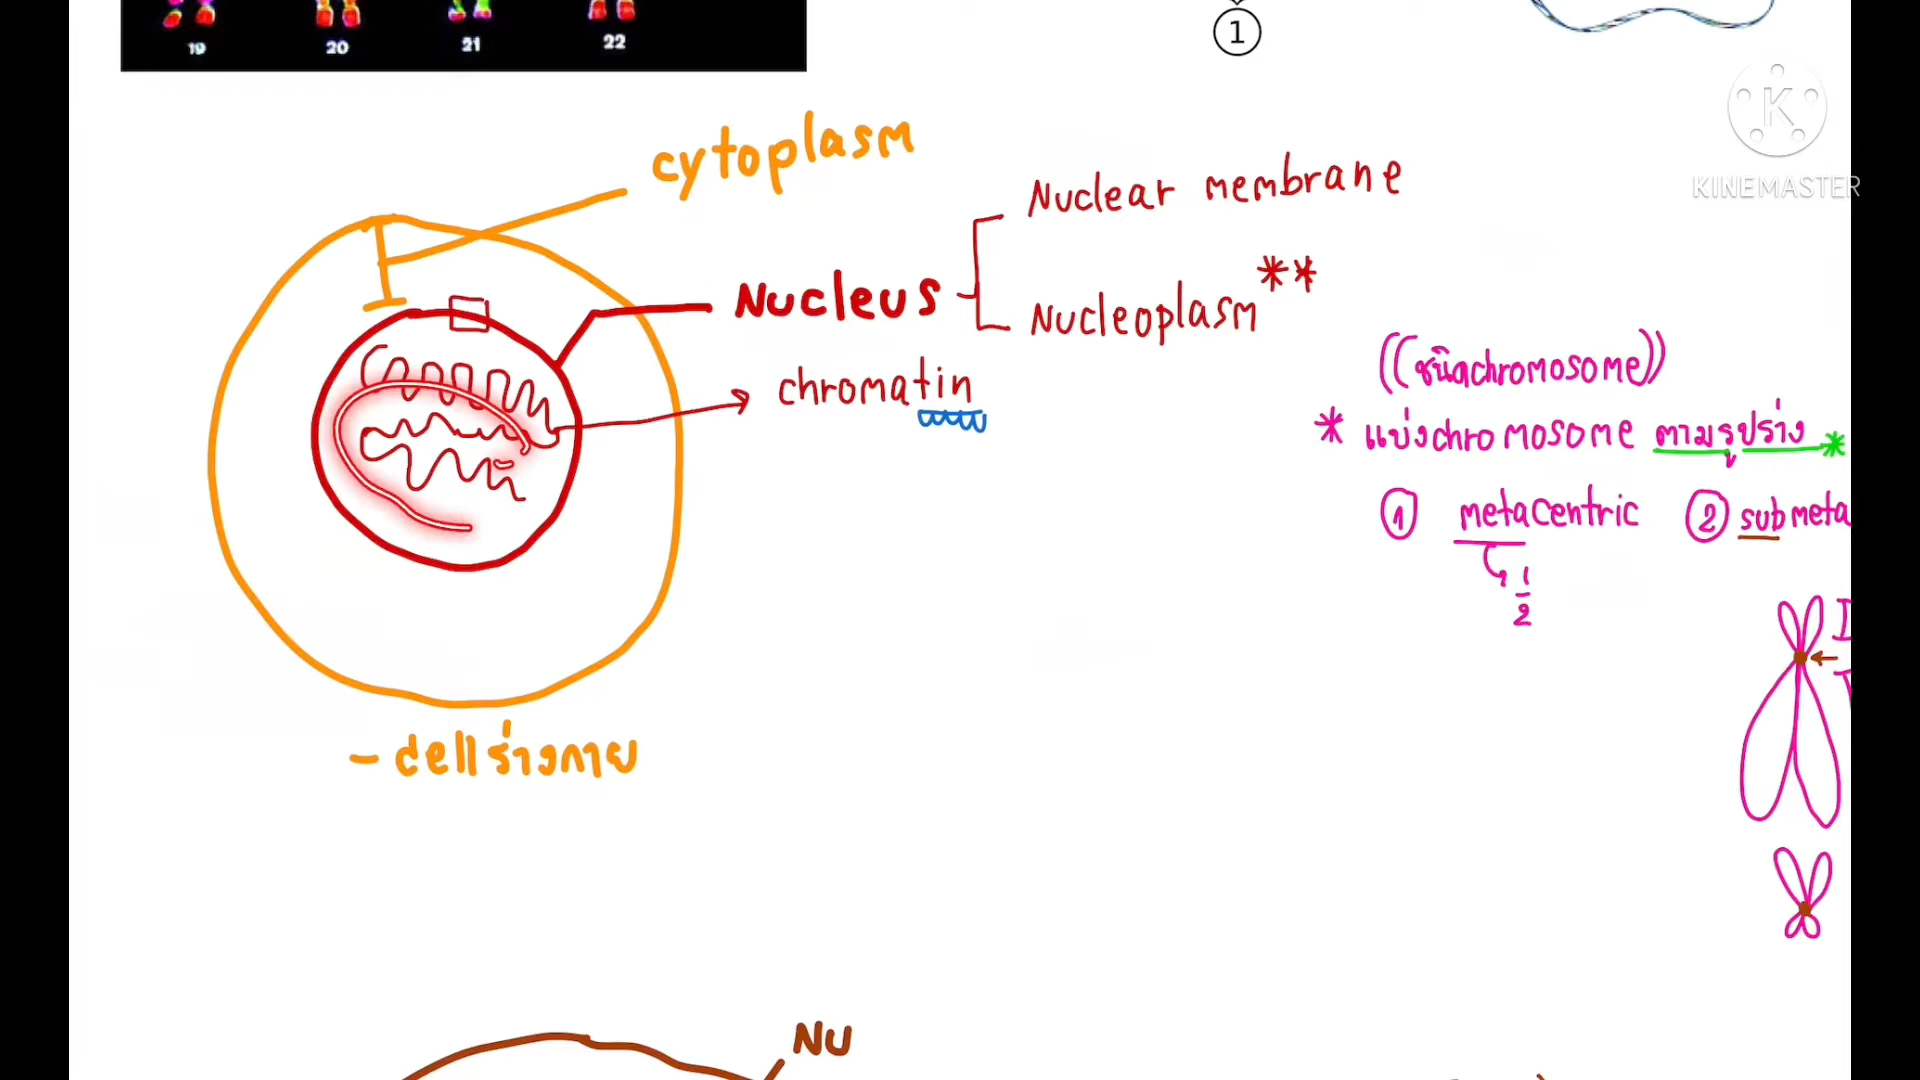 19 20 21 22
1
KINEMASTER
cytoplasm
Nuclear membrane
Nucleus
Nucleoplasm**
chromatin
((ชนิดchromosome))
* แบ่งchromosome ตามรูปร่าง *
① metacentric ② submeta
1/2
- cellร่างกาย
Nu